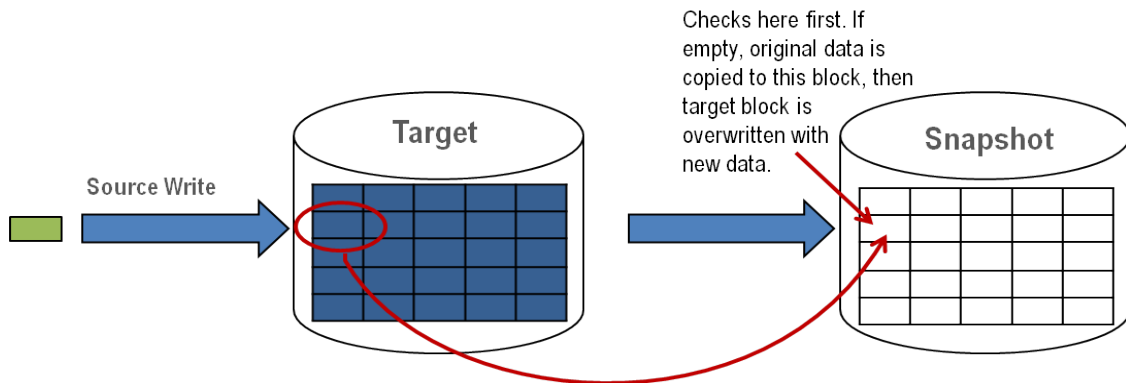 Checks here first. If
empty, original data is
copied to this block, then
target block is
overwritten with
new data.
Target
Snapshot
Source Write